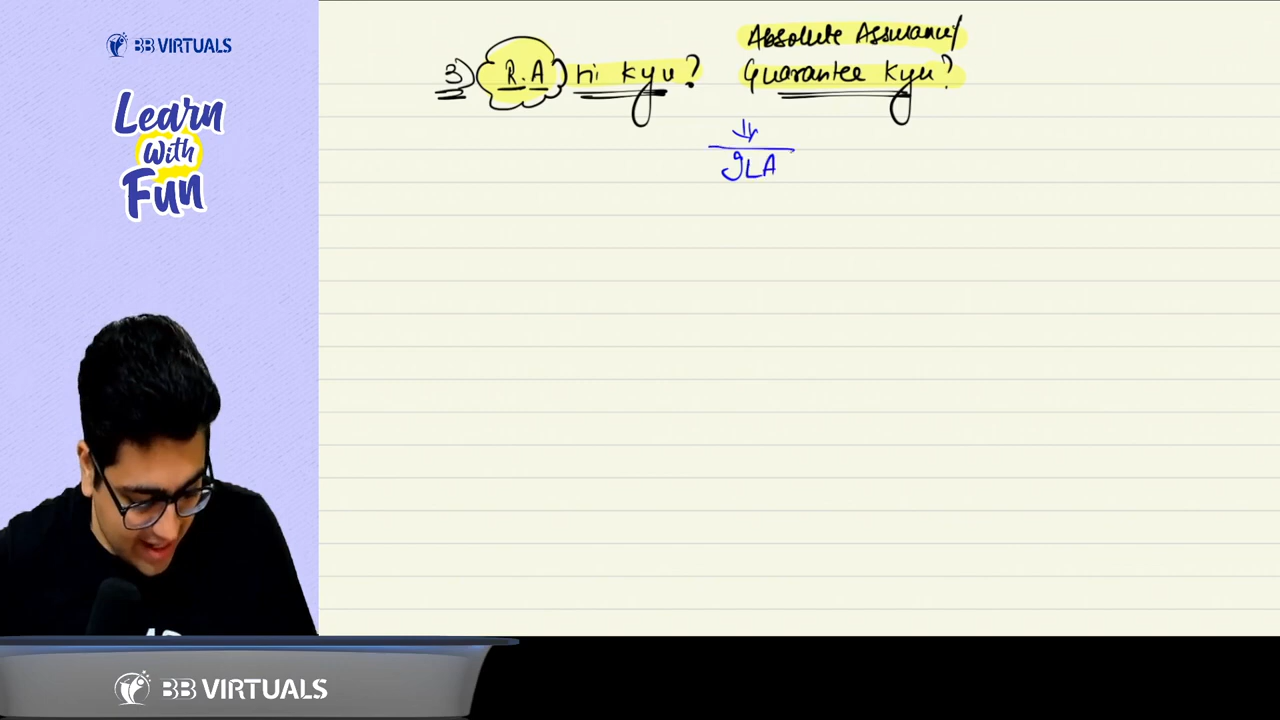 BB VIRTUALS
Learn
With
Fun
3) R.A Hi Kyu?
Absolute Assurance/
Guarantee Kyu?
ILA
BB VIRTUALS